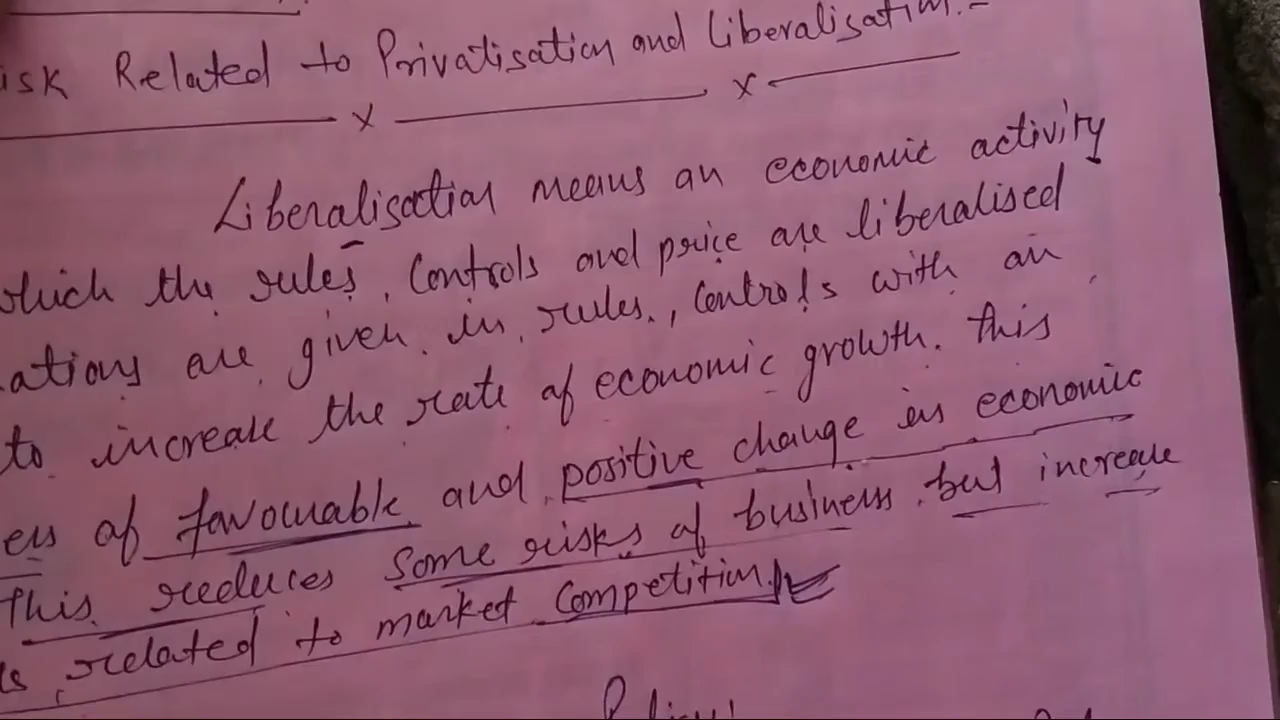 isk Related to Privatisation and Liberalisation.-
Liberalisation means an economic activity
which the rules, Controls and price are liberalised
ations are given in rules, Controls with an
to increase the rate of economic growth. this
ers of favourable and positive change in economic
This reduces some risks of business but increase
ks related to market Competition.